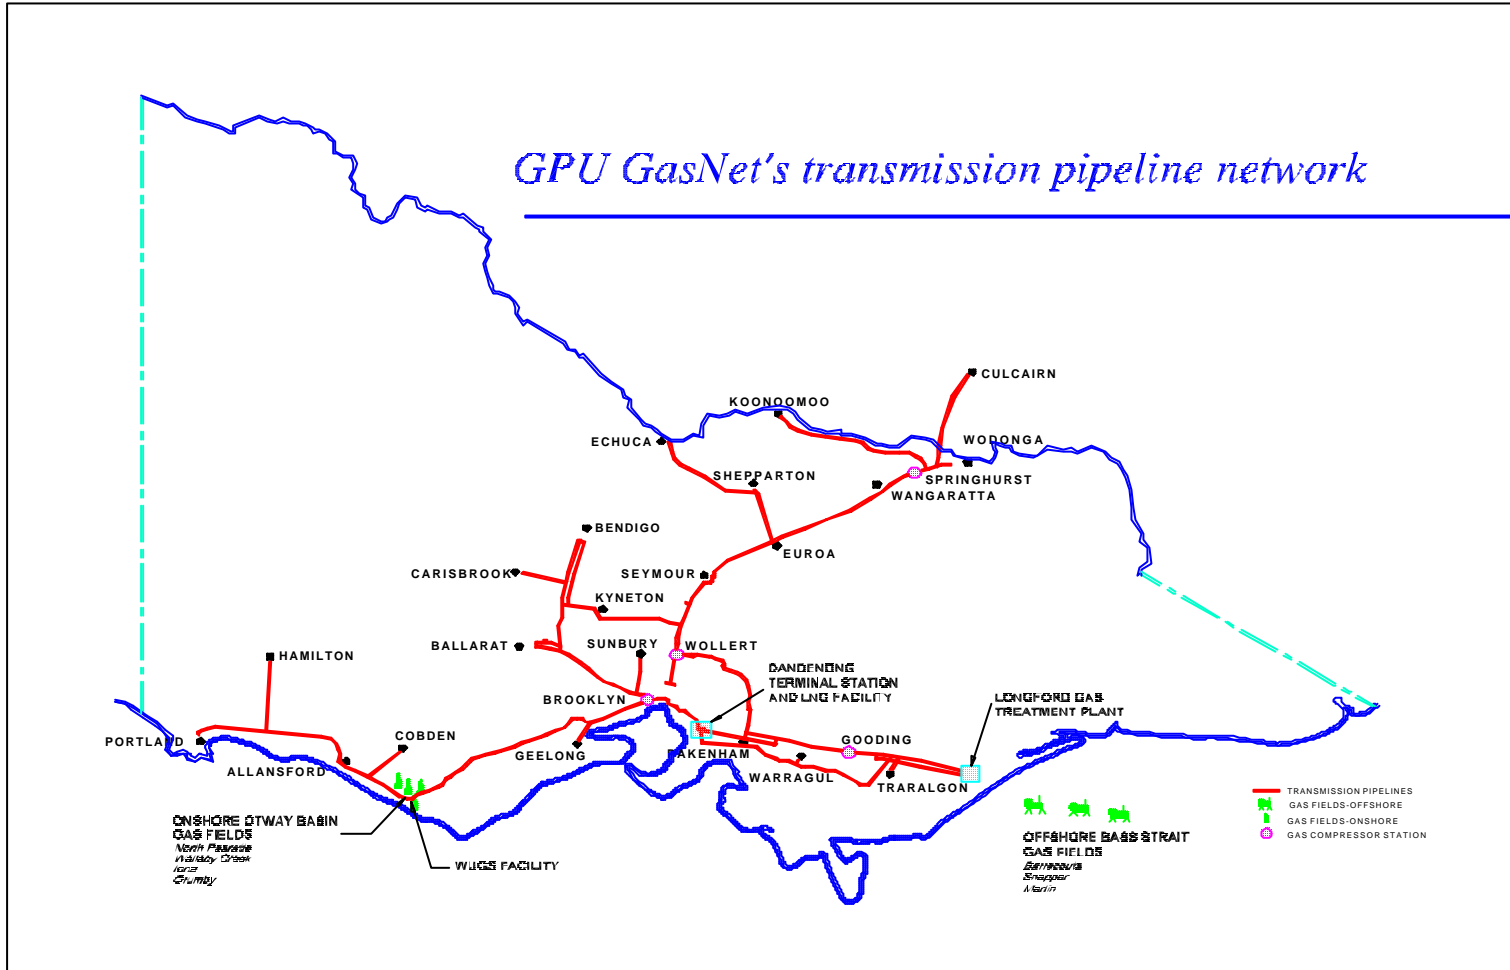 GPU GasNet's transmission pipeline network
CULCAIRN
KOONOOMOO
ECHUCA
WODONGA
SHEPPARTON
SPRINGHURST
WANGARATTA
BENDIGO
EUROA
CARISBROOK
SEYMOUR
KYNETON
BALLARAT
SUNBURY
WOLLERT
HAMILTON
DANDENONG
TERMINAL STATION
AND LNG FACILITY
BROOKLYN
LONGFORD GAS
TREATMENT PLANT
PORTLAND
COBDEN
GEELONG
PAKENHAM
GOODING
ALLANSFORD
WARRAGUL
TRARALGON
TRANSMISSION PIPELINES
GAS FIELDS-OFFSHORE
GAS FIELDS-ONSHORE
GAS COMPRESSOR STATION
ONSHORE OTWAY BASIN
GAS FIELDS
North Paaratte
Wallaby Creek
Iona
Grumby
WUGS FACILITY
OFFSHORE BASS STRAIT
GAS FIELDS
Barracouta
Snapper
Marlin